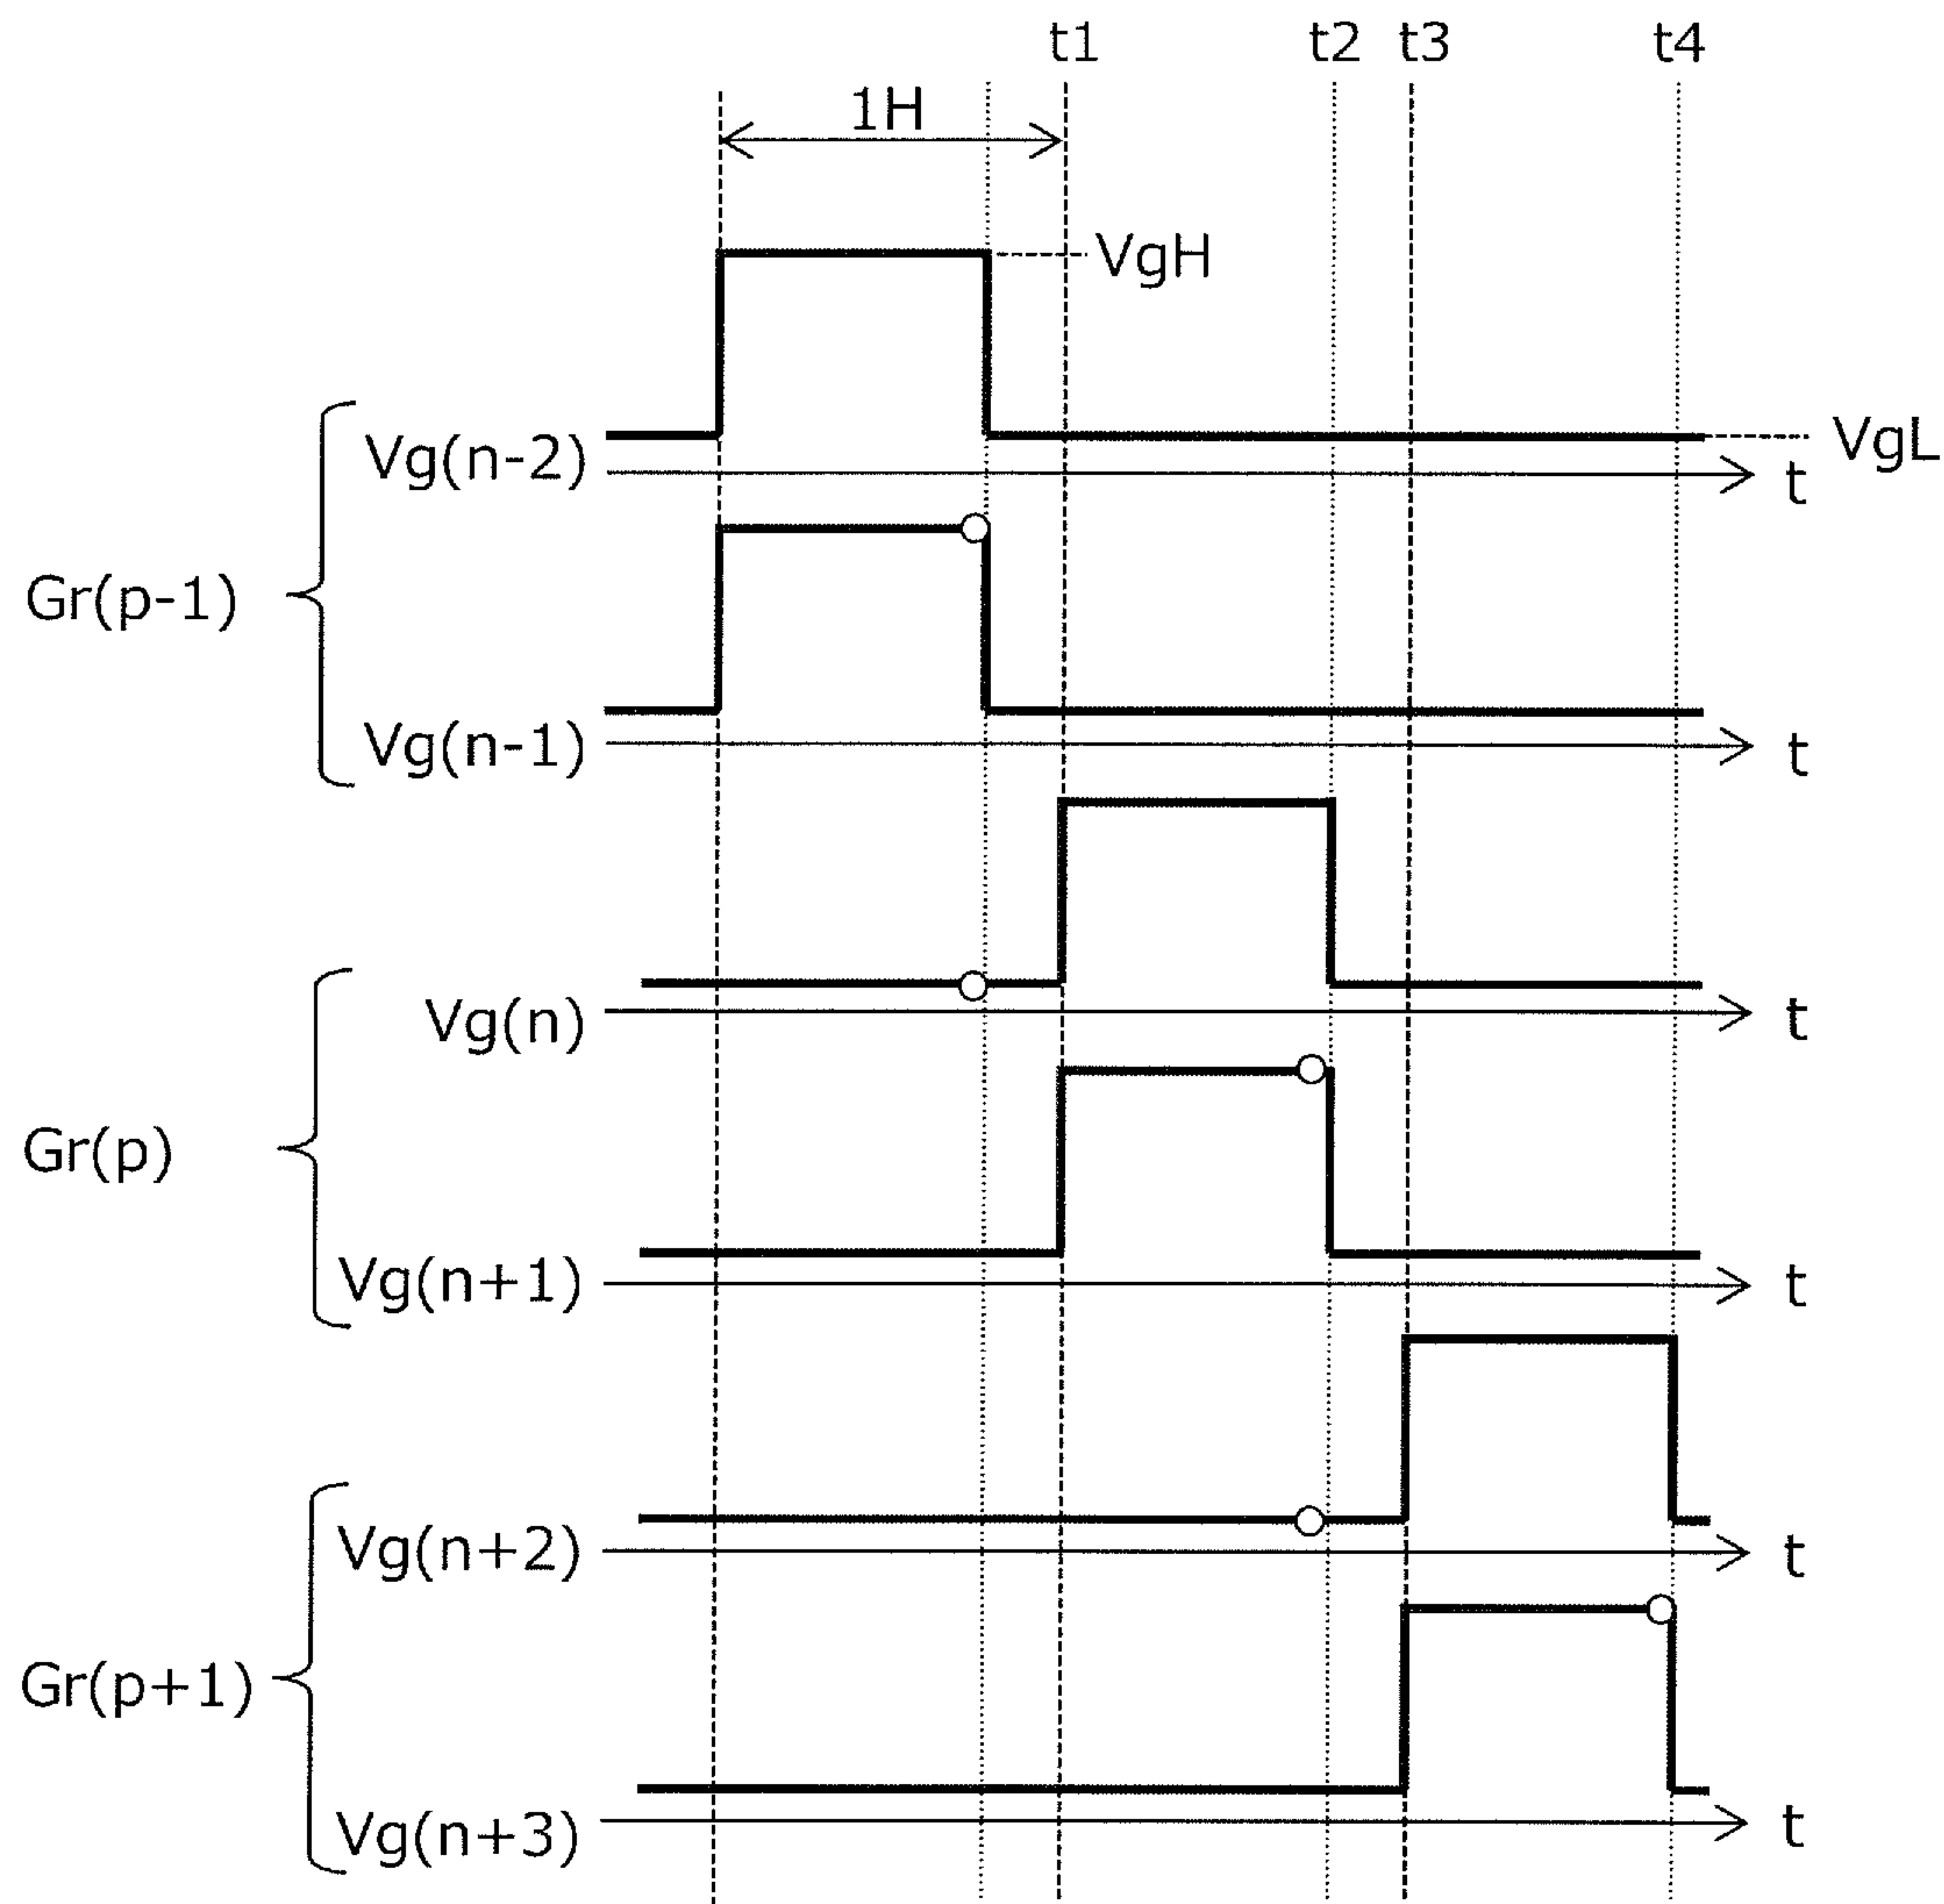 t1 t2 t3 t4
1H
VgH
Vg(n-2) t VgL
Gr(p-1)
Vg(n-1) t
Vg(n) t
Gr(p)
Vg(n+1) t
Vg(n+2) t
Gr(p+1)
Vg(n+3) t